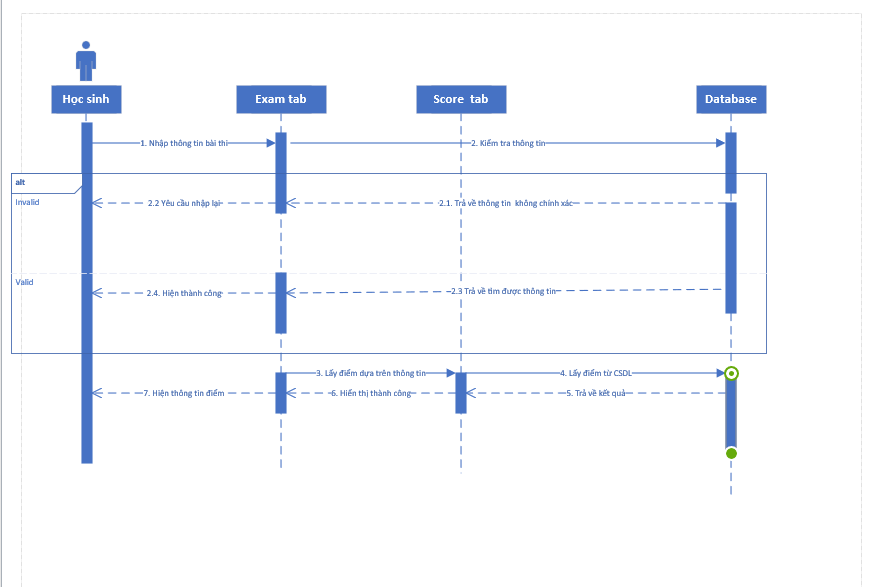 Học sinh
Exam tab
Score tab
Database
1. Nhập thông tin bài thi
2. Kiểm tra thông tin
alt
Invalid
2.2 Yêu cầu nhập lại
2.1. Trả về thông tin không chính xác
Valid
2.4. Hiện thành công
2.3 Trả về tìm được thông tin
3. Lấy điểm dựa trên thông tin
4. Lấy điểm từ CSDL
7. Hiện thông tin điểm
6. Hiển thị thành công
5. Trả về kết quả